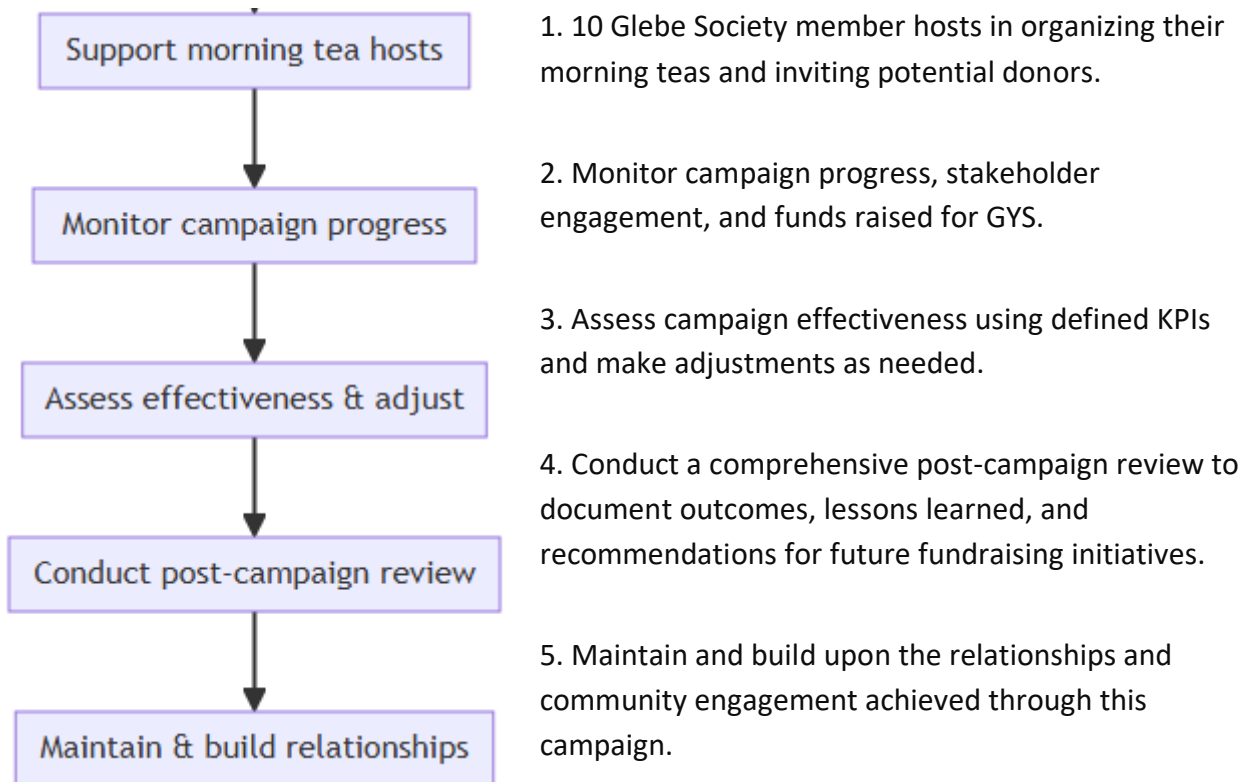 Support morning tea hosts
1. 10 Glebe Society member hosts in organizing their
morning teas and inviting potential donors.
Monitor campaign progress
2. Monitor campaign progress, stakeholder
engagement, and funds raised for GYS.
Assess effectiveness & adjust
3. Assess campaign effectiveness using defined KPIs
and make adjustments as needed.
Conduct post-campaign review
4. Conduct a comprehensive post-campaign review to
document outcomes, lessons learned, and
recommendations for future fundraising initiatives.
Maintain & build relationships
5. Maintain and build upon the relationships and
community engagement achieved through this
campaign.